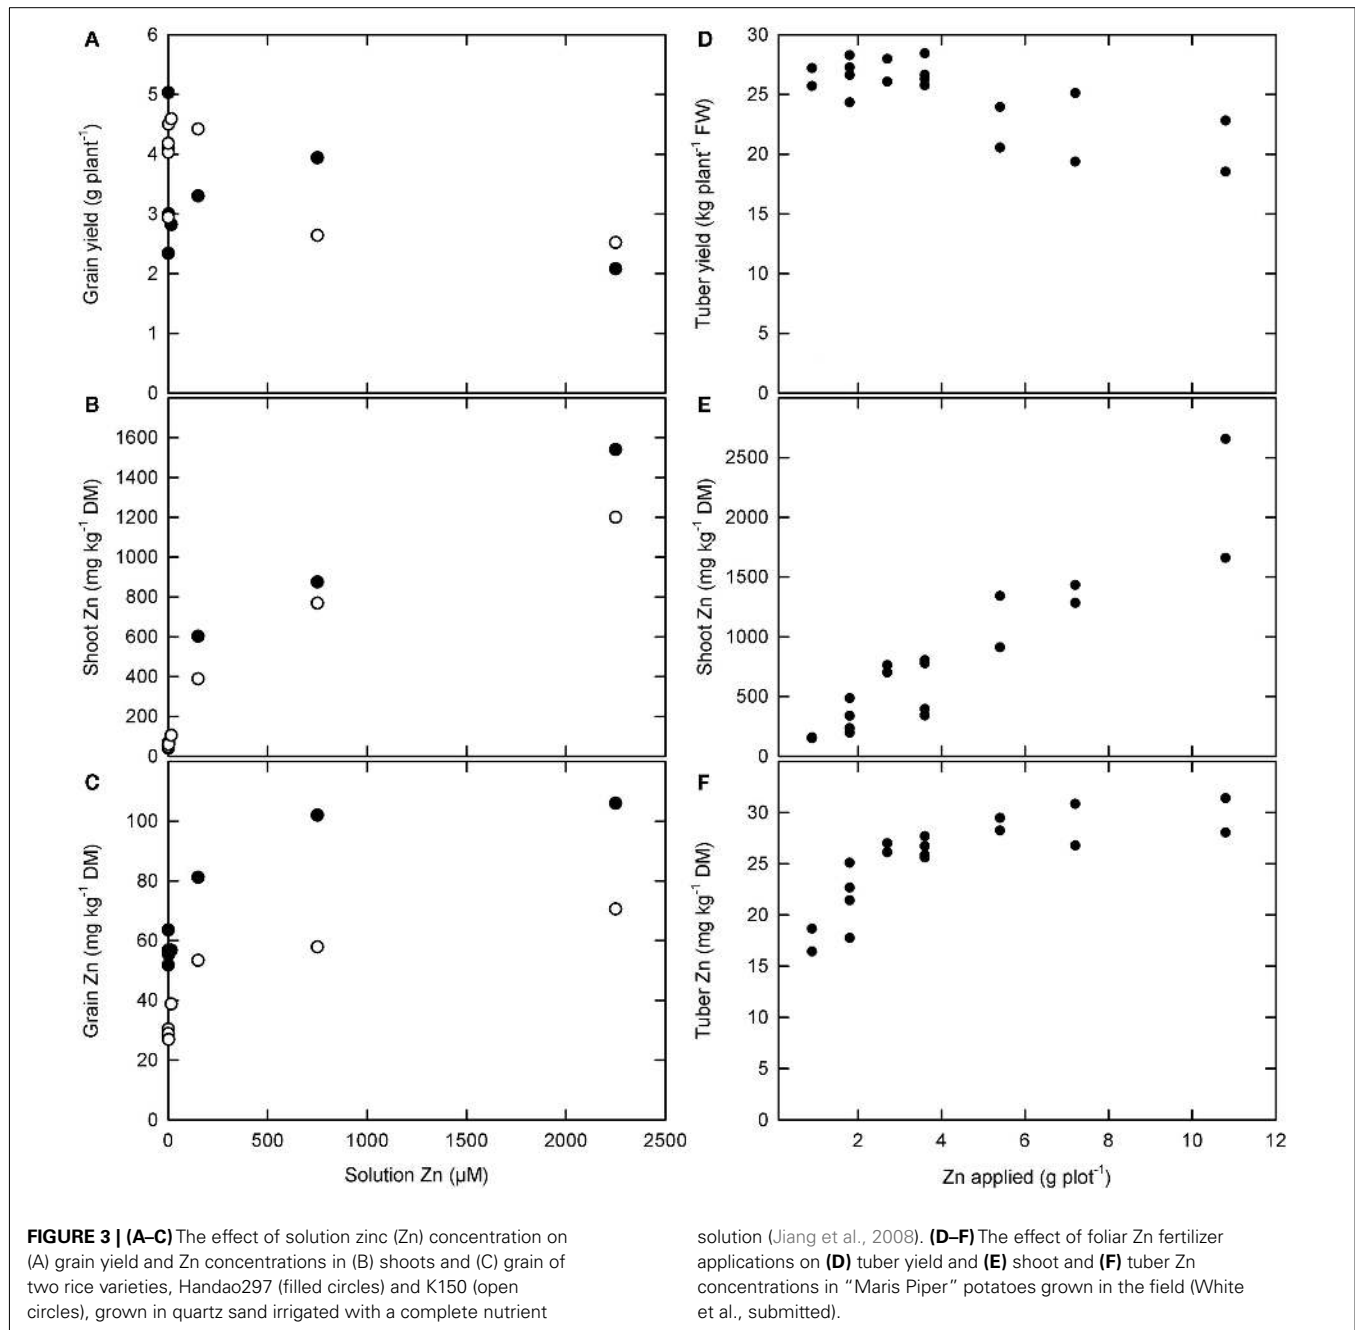 A
6
5
4
3
2
1
0
Grain yield (g plant⁻¹)
B
1600
1400
1200
1000
800
600
400
200
0
Shoot Zn (mg kg⁻¹ DM)
C
100
80
60
40
20
0
Grain Zn (mg kg⁻¹ DM)
0 500 1000 1500 2000 2500
Solution Zn (µM)
D
30
25
20
15
10
5
0
Tuber yield (kg plant⁻¹ FW)
E
2500
2000
1500
1000
500
0
Shoot Zn (mg kg⁻¹ DM)
F
30
25
20
15
10
5
0
Tuber Zn (mg kg⁻¹ DM)
2 4 6 8 10 12
Zn applied (g plot⁻¹)
FIGURE 3 | (A–C) The effect of solution zinc (Zn) concentration on
(A) grain yield and Zn concentrations in (B) shoots and (C) grain of
two rice varieties, Handao297 (filled circles) and K150 (open
circles), grown in quartz sand irrigated with a complete nutrient
solution (Jiang et al., 2008). (D–F) The effect of foliar Zn fertilizer
applications on (D) tuber yield and (E) shoot and (F) tuber Zn
concentrations in “Maris Piper” potatoes grown in the field (White
et al., submitted).